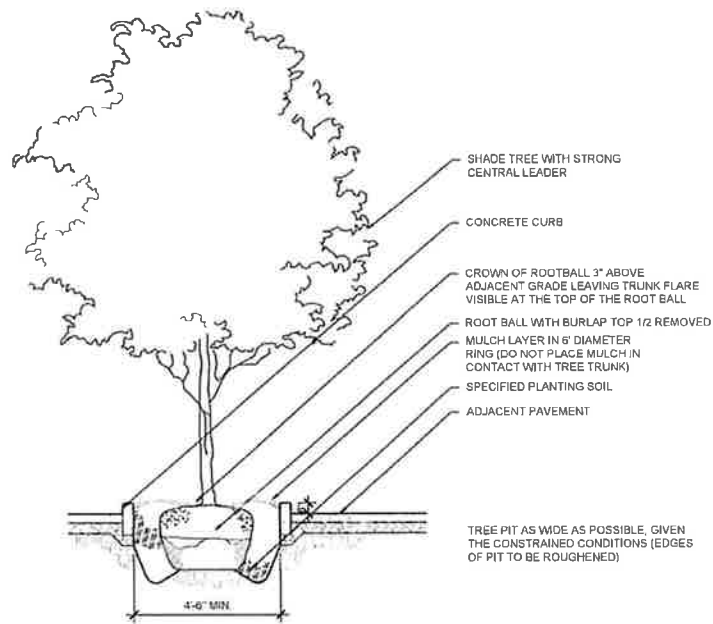 SHADE TREE WITH STRONG
CENTRAL LEADER
CONCRETE CURB
CROWN OF ROOTBALL 3" ABOVE
ADJACENT GRADE LEAVING TRUNK FLARE
VISIBLE AT THE TOP OF THE ROOT BALL
ROOT BALL WITH BURLAP TOP 1/2 REMOVED
MULCH LAYER IN 6' DIAMETER
RING (DO NOT PLACE MULCH IN
CONTACT WITH TREE TRUNK)
SPECIFIED PLANTING SOIL
ADJACENT PAVEMENT
TREE PIT AS WIDE AS POSSIBLE, GIVEN
THE CONSTRAINED CONDITIONS (EDGES
OF PIT TO BE ROUGHENED)
4'-6" MIN.